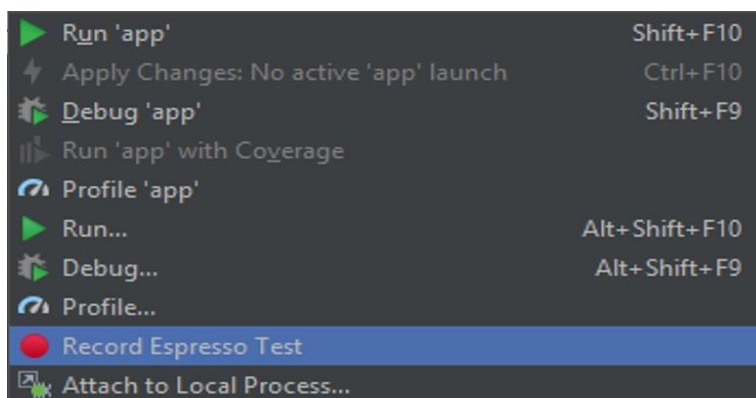 Run 'app' Shift+F10
Apply Changes: No active 'app' launch Ctrl+F10
Debug 'app' Shift+F9
Run 'app' with Coverage
Profile 'app'
Run... Alt+Shift+F10
Debug... Alt+Shift+F9
Profile...
Record Espresso Test
Attach to Local Process...